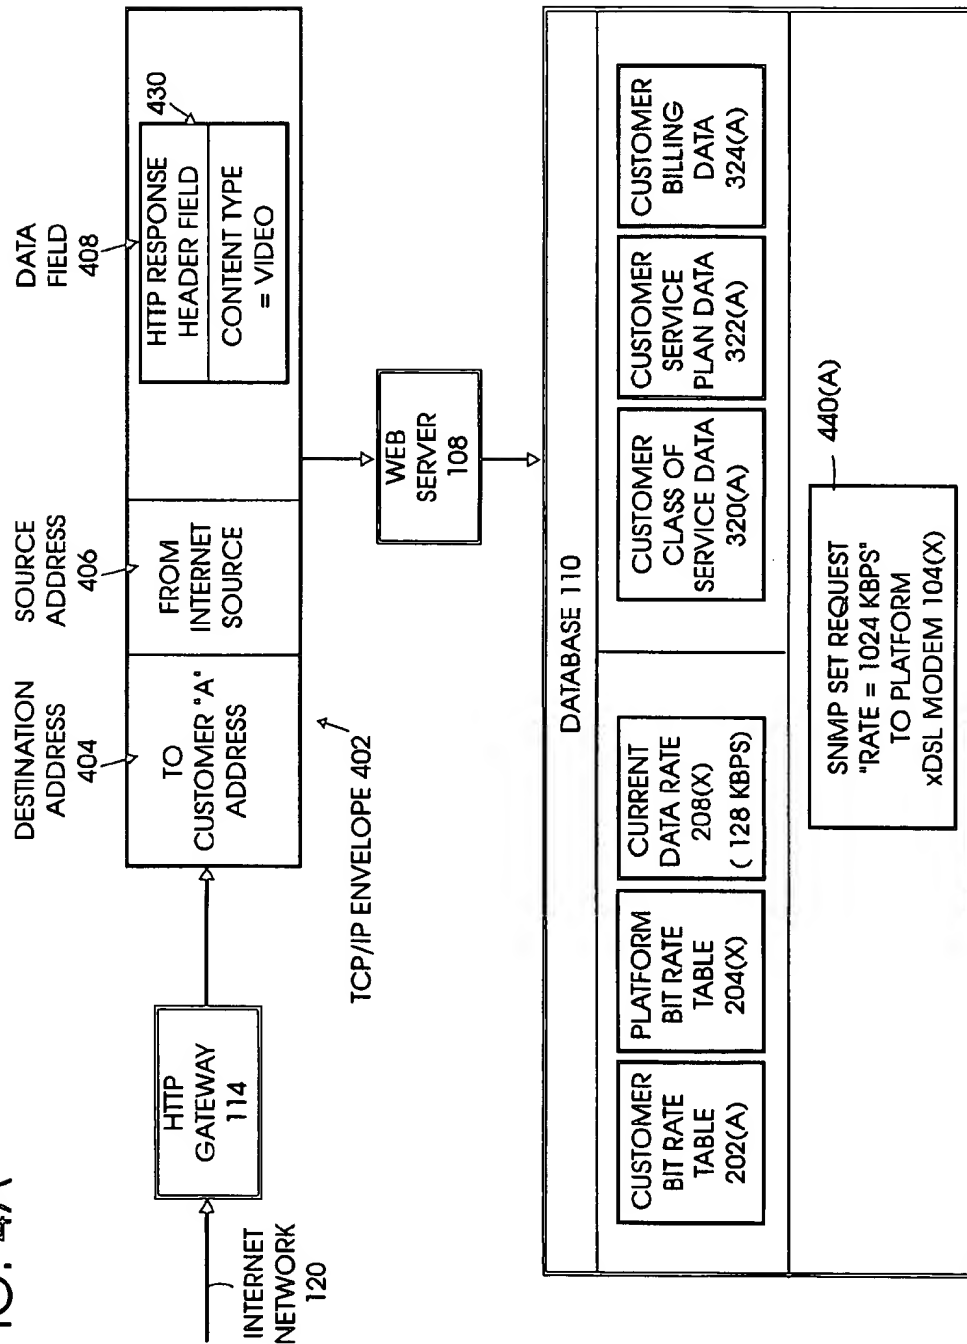 FIG. 4A
INTERNET
NETWORK
120
HTTP
GATEWAY
114
DESTINATION
ADDRESS
404
SOURCE
ADDRESS
406
DATA
FIELD
408
TO
CUSTOMER "A"
ADDRESS
FROM
INTERNET
SOURCE
HTTP RESPONSE
HEADER FIELD
CONTENT TYPE
= VIDEO
430
TCP/IP ENVELOPE 402
WEB
SERVER
108
DATABASE 110
CUSTOMER
BIT RATE
TABLE
202(A)
PLATFORM
BIT RATE
TABLE
204(X)
CURRENT
DATA RATE
208(X)
( 128 KBPS)
CUSTOMER
CLASS OF
SERVICE DATA
320(A)
CUSTOMER
SERVICE
PLAN DATA
322(A)
CUSTOMER
BILLING
DATA
324(A)
SNMP SET REQUEST
"RATE = 1024 KBPS"
TO PLATFORM
xDSL MODEM 104(X)
440(A)